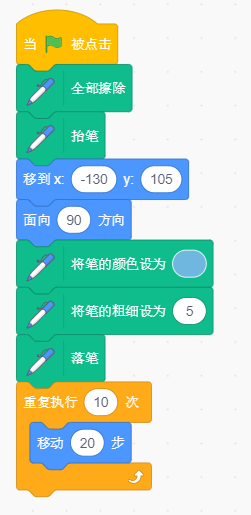 当 被点击
全部擦除
抬笔
移到 x: -130 y: 105
面向 90 方向
将笔的颜色设为
将笔的粗细设为 5
落笔
重复执行 10 次
移动 20 步